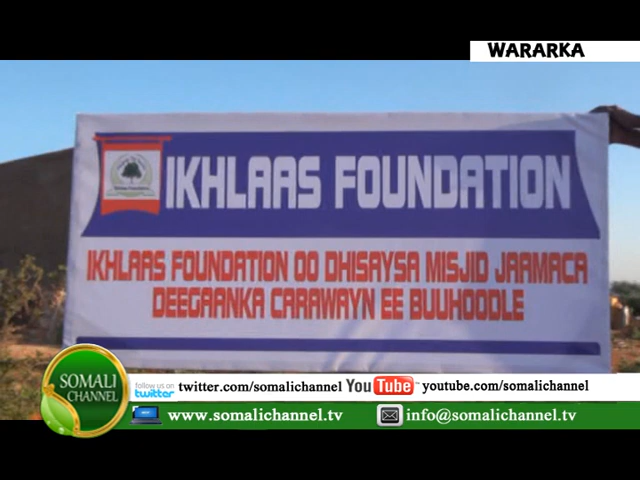 WARARKA
IKHLAAS FOUNDATION
IKHLAAS FOUNDATION OO DHISAYSA MISJID JAAMACA
DEEGAANKA CARAWAYN EE BUUHOODLE
SOMALI
CHANNEL
follow us on
twitter
twitter.com/somalichannel
YouTube
youtube.com/somalichannel
www.somalichannel.tv
info@somalichannel.tv